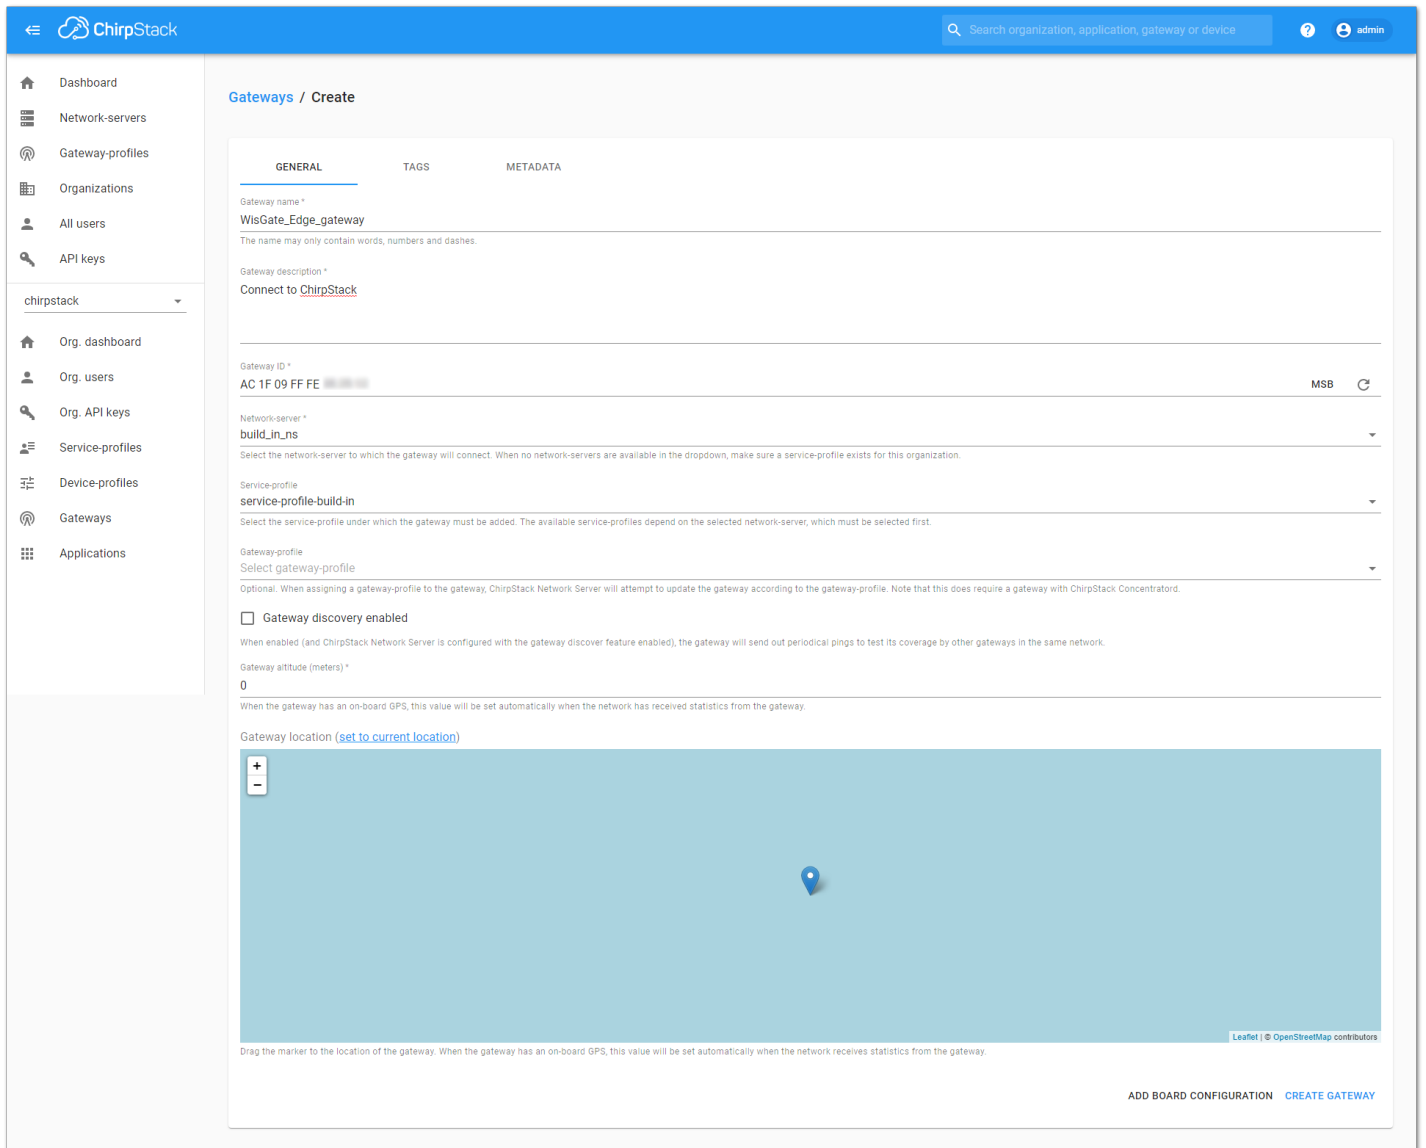 ChirpStack
Search organization, application, gateway or device
? admin
Dashboard
Network-servers
Gateway-profiles
Organizations
All users
API keys
chirpstack
Org. dashboard
Org. users
Org. API keys
Service-profiles
Device-profiles
Gateways
Applications
Gateways / Create
GENERAL TAGS METADATA
Gateway name *
WisGate_Edge_gateway
The name may only contain words, numbers and dashes.
Gateway description *
Connect to ChirpStack
Gateway ID *
AC 1F 09 FF FE MSB
Network-server *
build_in_ns
Select the network-server to which the gateway will connect. When no network-servers are available in the dropdown, make sure a service-profile exists for this organization.
Service-profile
service-profile-build-in
Select the service-profile under which the gateway must be added. The available service-profiles depend on the selected network-server, which must be selected first.
Gateway-profile
Select gateway-profile
Optional. When assigning a gateway-profile to the gateway, ChirpStack Network Server will attempt to update the gateway according to the gateway-profile. Note that this does require a gateway with ChirpStack Concentratord.
Gateway discovery enabled
When enabled (and ChirpStack Network Server is configured with the gateway discover feature enabled), the gateway will send out periodical pings to test its coverage by other gateways in the same network.
Gateway altitude (meters) *
0
When the gateway has an on-board GPS, this value will be set automatically when the network has received statistics from the gateway.
Gateway location (set to current location)
+
−
Leaflet | © OpenStreetMap contributors
Drag the marker to the location of the gateway. When the gateway has an on-board GPS, this value will be set automatically when the network receives statistics from the gateway.
ADD BOARD CONFIGURATION CREATE GATEWAY